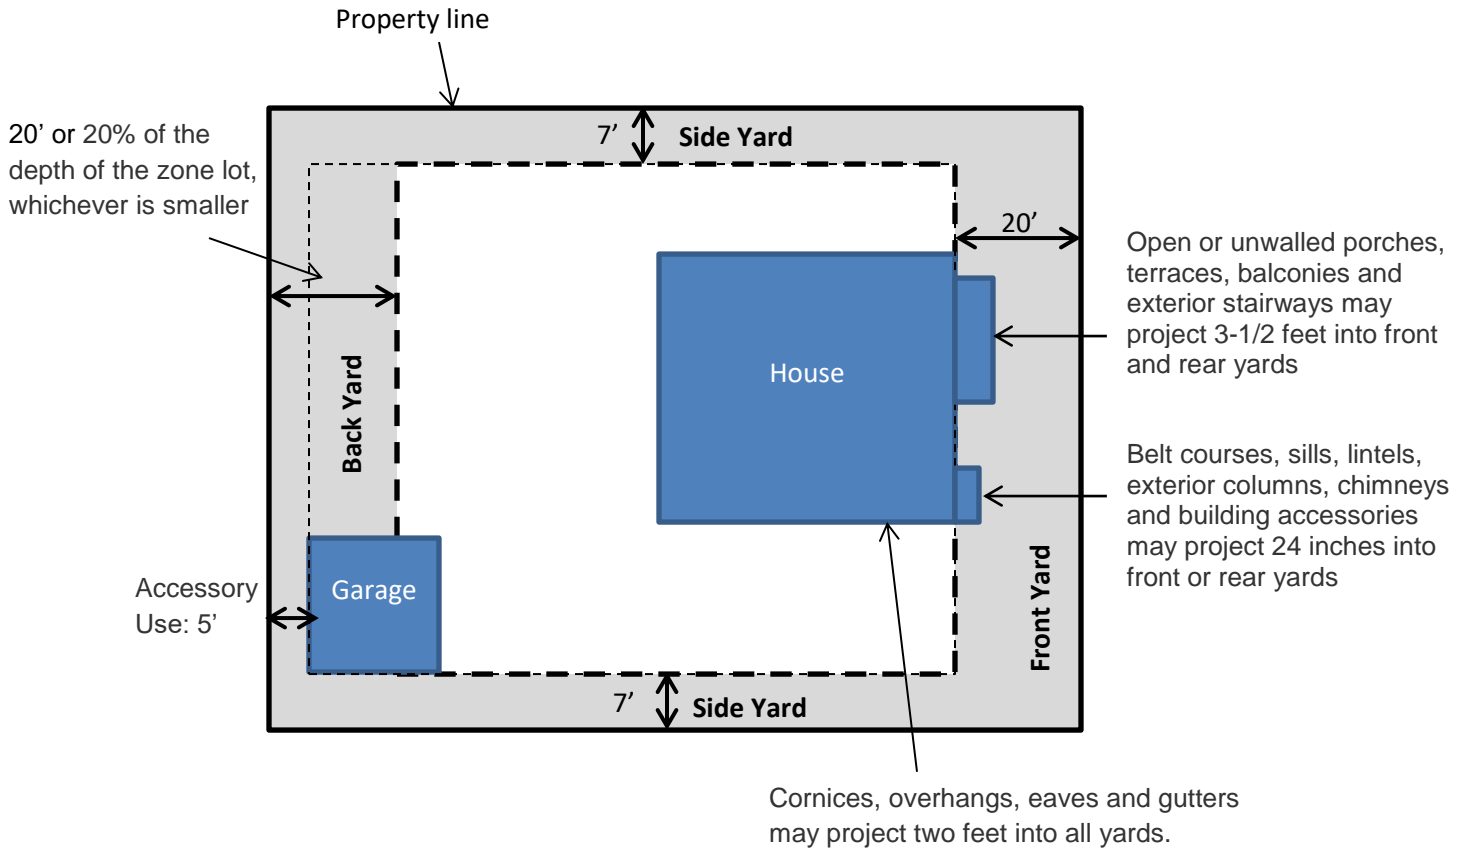 Property line
20’ or 20% of the
depth of the zone lot,
whichever is smaller
7’ Side Yard
20’
Open or unwalled porches,
terraces, balconies and
exterior stairways may
project 3-1/2 feet into front
and rear yards
House
Back Yard
Belt courses, sills, lintels,
exterior columns, chimneys
and building accessories
may project 24 inches into
front or rear yards
Accessory
Use: 5’
Garage
Front Yard
7’ Side Yard
Cornices, overhangs, eaves and gutters
may project two feet into all yards.